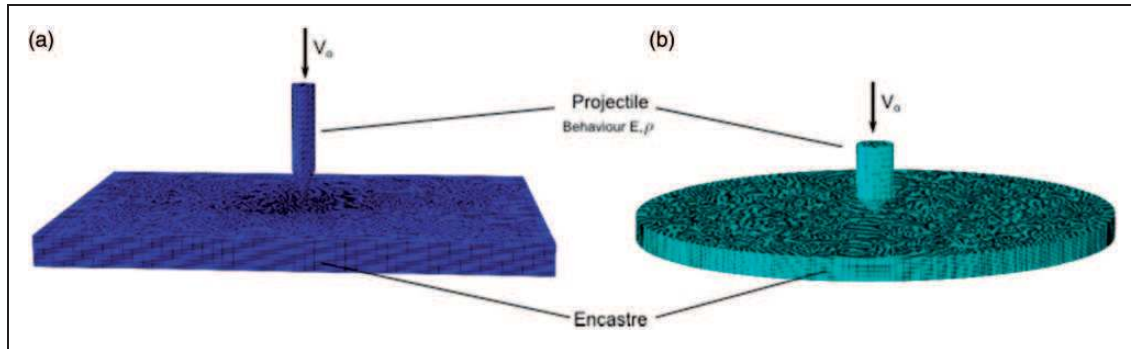 (a)
Vo
(b)
Projectile
Behaviour E,ρ
Vo
Encastre